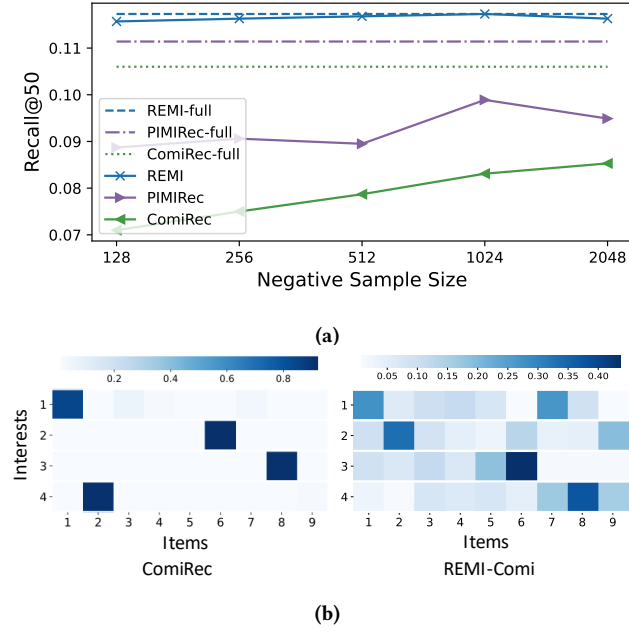 0.11
0.10
0.09
0.08
0.07
Recall@50
REMI-full
PIMIRec-full
ComiRec-full
REMI
PIMIRec
ComiRec
128 256 512 1024 2048
Negative Sample Size
(a)
0.2 0.4 0.6 0.8
0.05 0.10 0.15 0.20 0.25 0.30 0.35 0.40
Interests
1
2
3
4
1 2 3 4 5 6 7 8 9
Items
ComiRec
1
2
3
4
1 2 3 4 5 6 7 8 9
Items
REMI-Comi
(b)